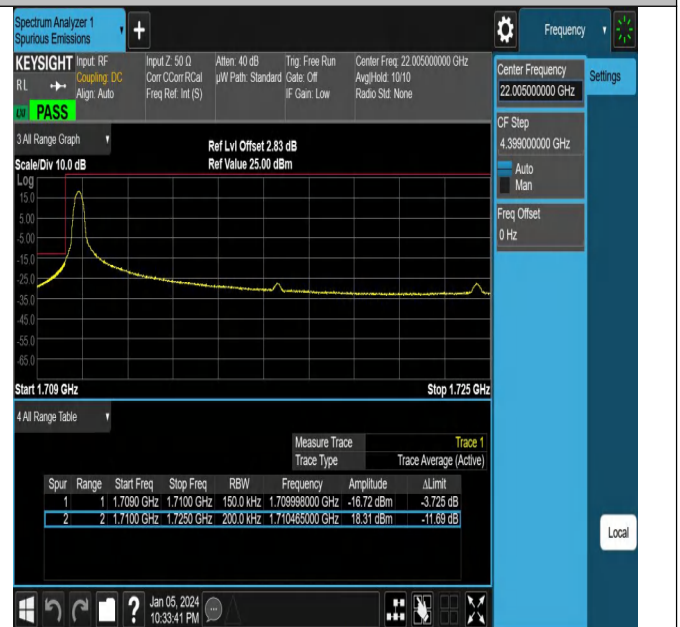 Spectrum Analyzer 1
Spurious Emissions
+
Frequency
KEYSIGHT
RL
Input: RF
Coupling: DC
Align: Auto
Input Z: 50 Ω
Corr CCorr RCal
Freq Ref: Int (S)
Atten: 40 dB
µW Path: Standard
Trig: Free Run
Gate: Off
IF Gain: Low
Center Freq: 22.005000000 GHz
Avg|Hold: 10/10
Radio Std: None
PASS
Center Frequency
22.005000000 GHz
Settings
CF Step
4.399000000 GHz
Auto
Man
Freq Offset
0 Hz
3 All Range Graph
Ref Lvl Offset 2.83 dB
Scale/Div 10.0 dB
Ref Value 25.00 dBm
Log
15.0
5.00
-5.00
-15.0
-25.0
-35.0
-45.0
-55.0
-65.0
Start 1.709 GHz
Stop 1.725 GHz
4 All Range Table
Measure Trace Trace 1
Trace Type Trace Average (Active)
Spur Range Start Freq Stop Freq RBW Frequency Amplitude ΔLimit
1 1 1.7090 GHz 1.7100 GHz 150.0 kHz 1.709998000 GHz -16.72 dBm -3.725 dB
2 2 1.7100 GHz 1.7250 GHz 200.0 kHz 1.710465000 GHz 18.31 dBm -11.69 dB
Local
?
Jan 05, 2024
10:33:41 PM